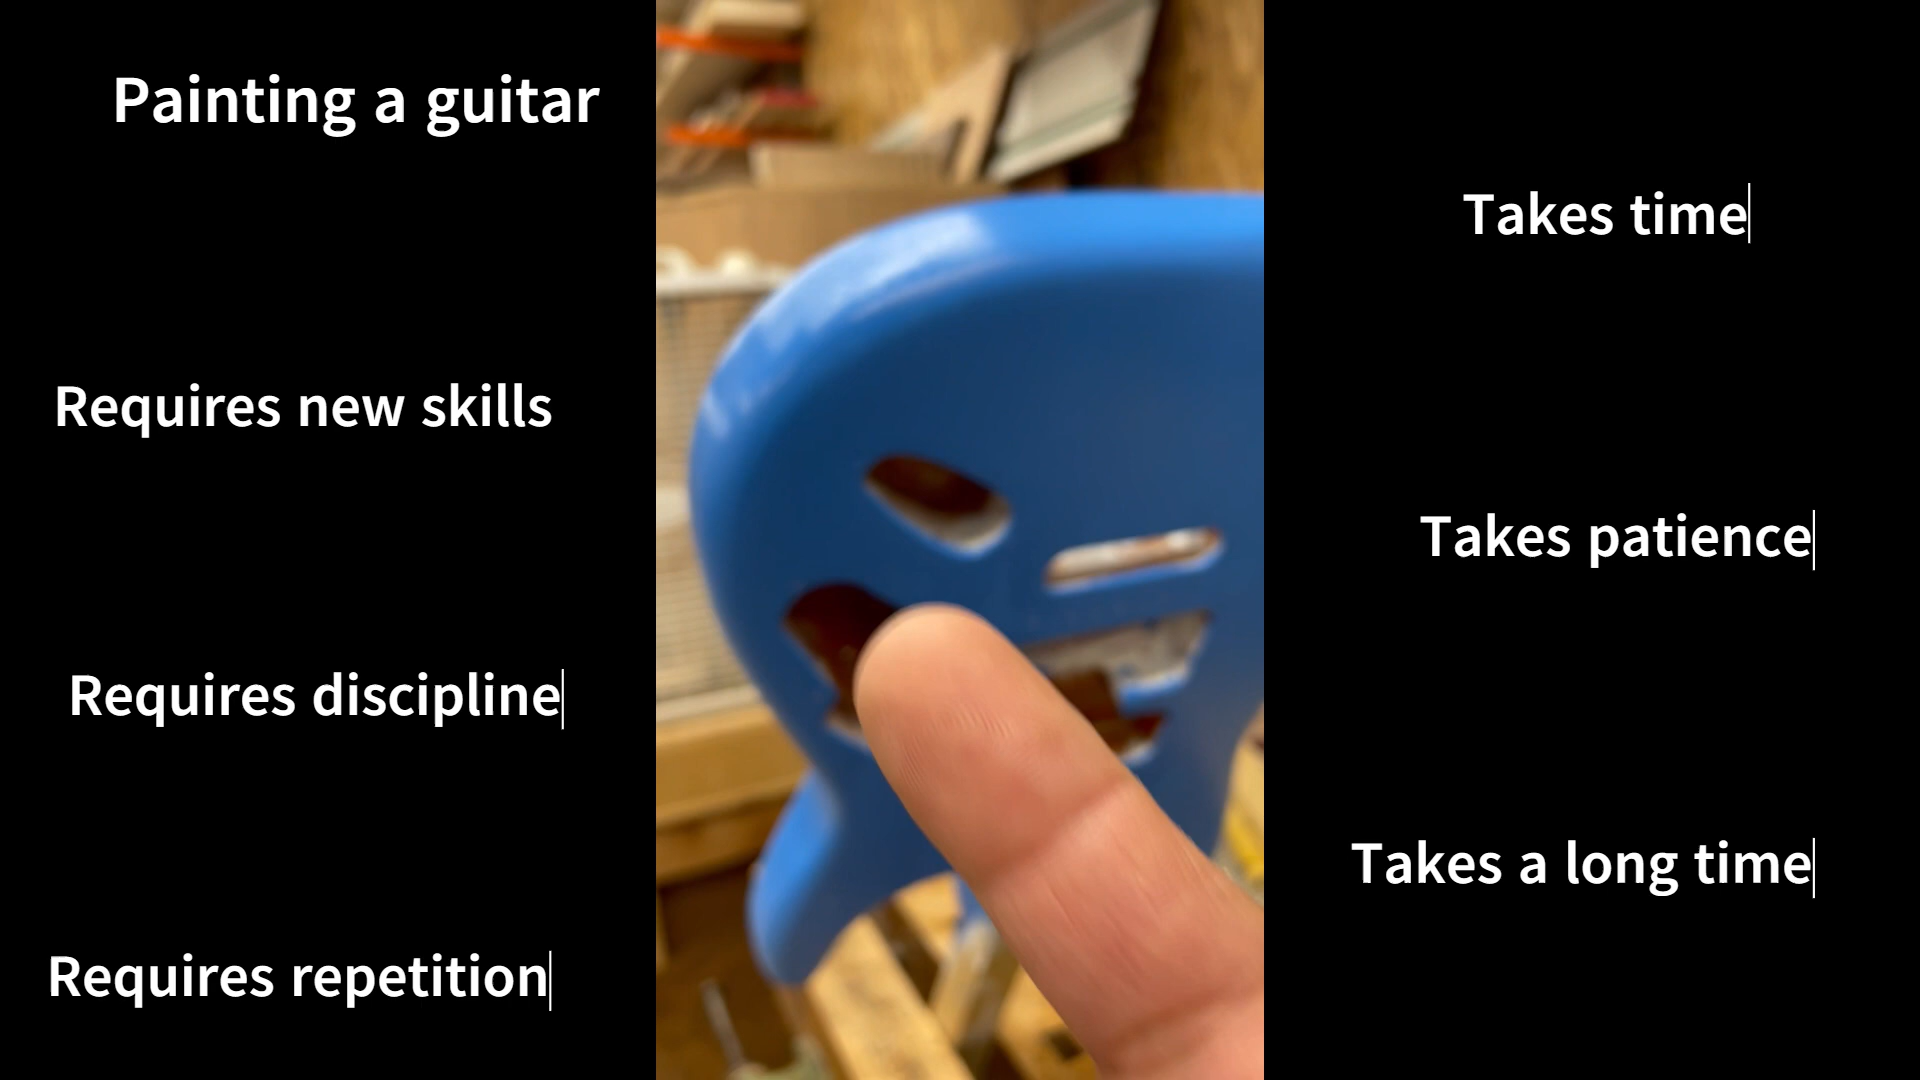 Painting a guitar
Requires new skills
Requires discipline
Requires repetition
Takes time
Takes patience
Takes a long time